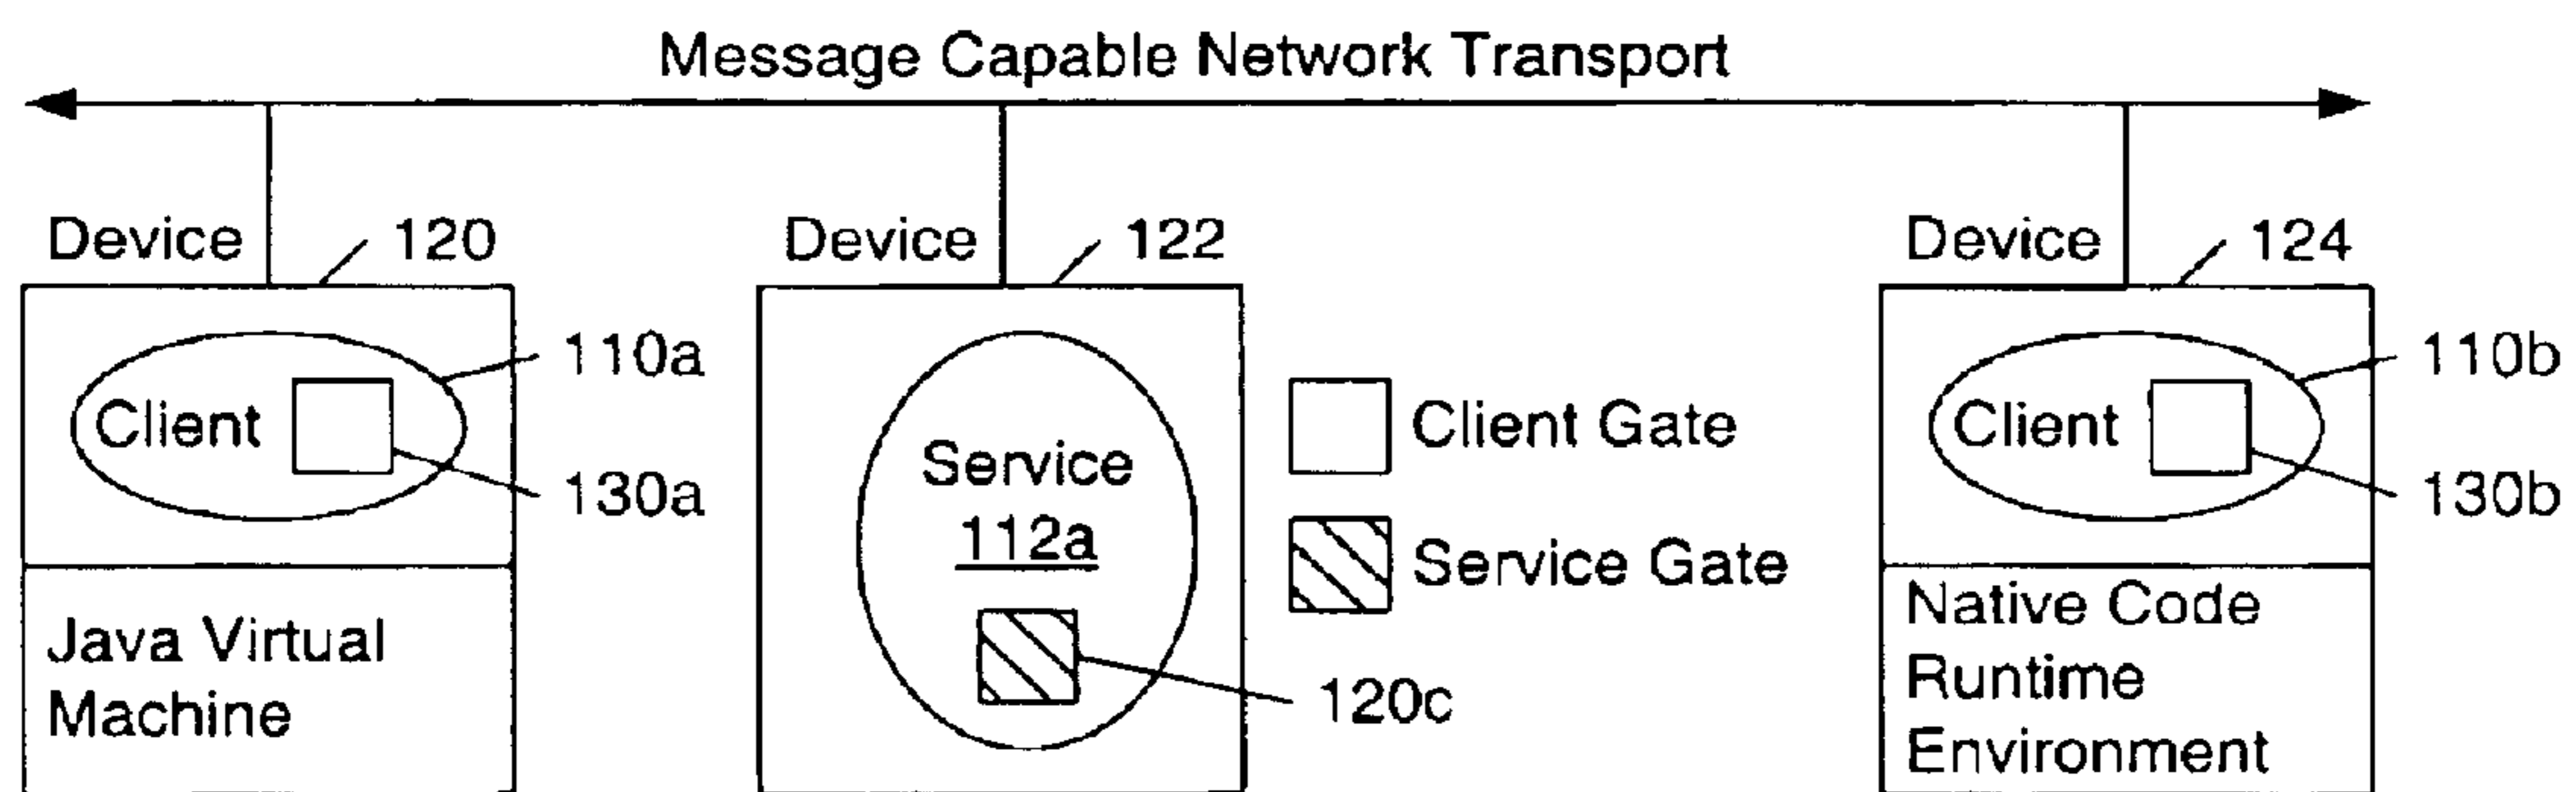 Message Capable Network Transport
Device
120
Device
122
Device
124
110a
Client
130a
Java Virtual
Machine
Service
112a
120c
Client Gate
Service Gate
110b
Client
130b
Native Code
Runtime
Environment